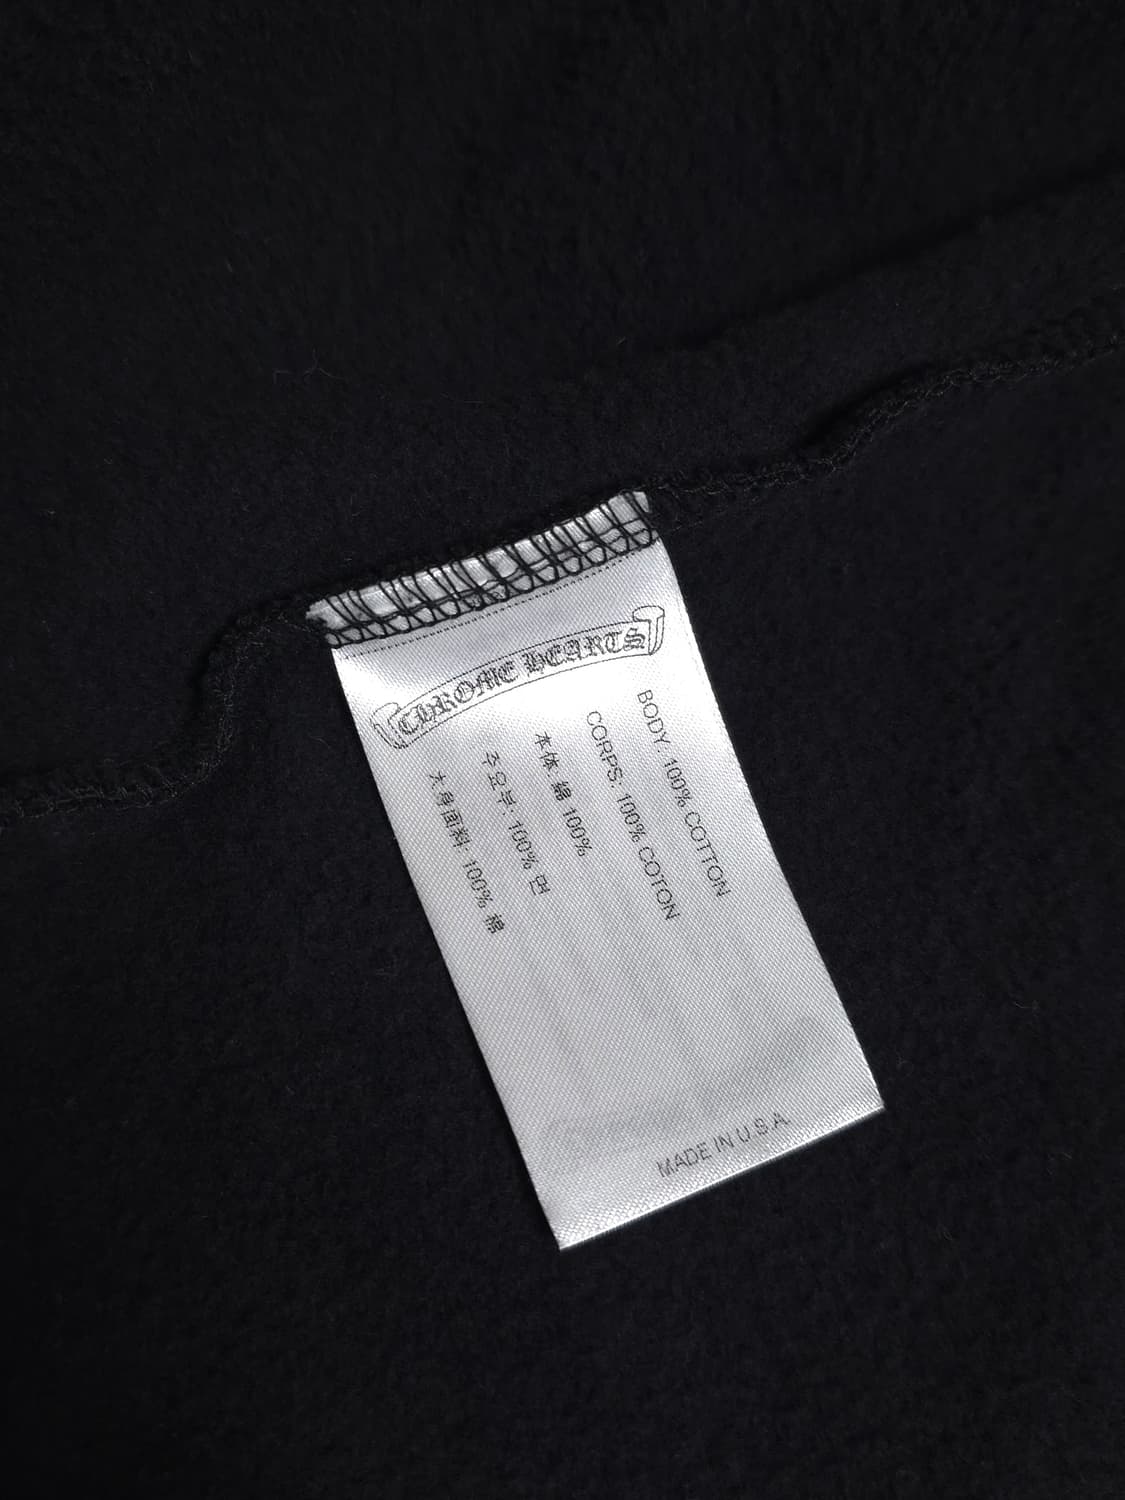 CHROME HEARTS
BODY: 100% COTTON
CORPS: 100% COTON
本体: 綿 100%
주요부: 100% 면
大身面料: 100% 棉
MADE IN U.S.A.